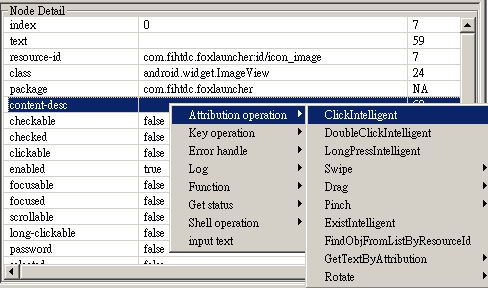 Node Detail
index 0 7
text 59
resource-id com.fihtdc.foxlauncher:id/icon_image 7
class android.widget.ImageView 24
package com.fihtdc.foxlauncher NA
content-desc
checkable false
checked false
clickable false
enabled true
focusable false
focused false
scrollable false
long-clickable false
password false
Attribution operation
Key operation
Error handle
Log
Function
Get status
Shell operation
input text
ClickIntelligent
DoubleClickIntelligent
LongPressIntelligent
Swipe
Drag
Pinch
ExistIntelligent
FindObjFromListByResourceId
GetTextByAttribution
Rotate